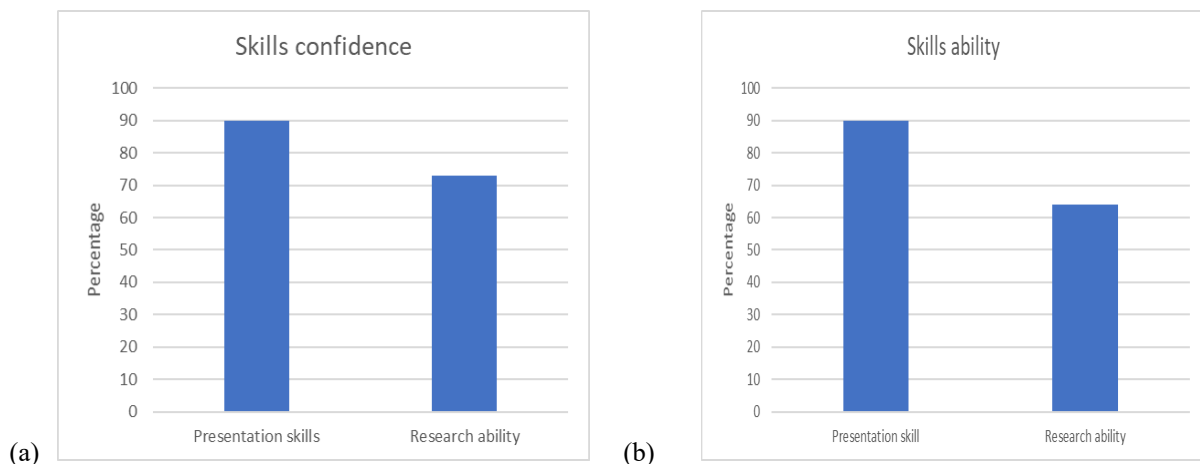 Skills confidence
100
90
80
70
60
50
40
30
20
10
0
Percentage
Presentation skills
Research ability
(a)
Skills ability
100
90
80
70
60
50
40
30
20
10
0
Percentage
Presentation skill
Research ability
(b)